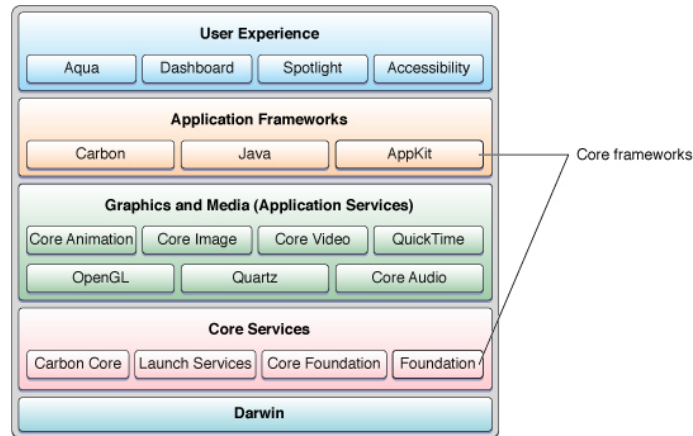 User Experience
Aqua Dashboard Spotlight Accessibility
Application Frameworks
Carbon Java AppKit
Core frameworks
Graphics and Media (Application Services)
Core Animation Core Image Core Video QuickTime
OpenGL Quartz Core Audio
Core Services
Carbon Core Launch Services Core Foundation Foundation
Darwin